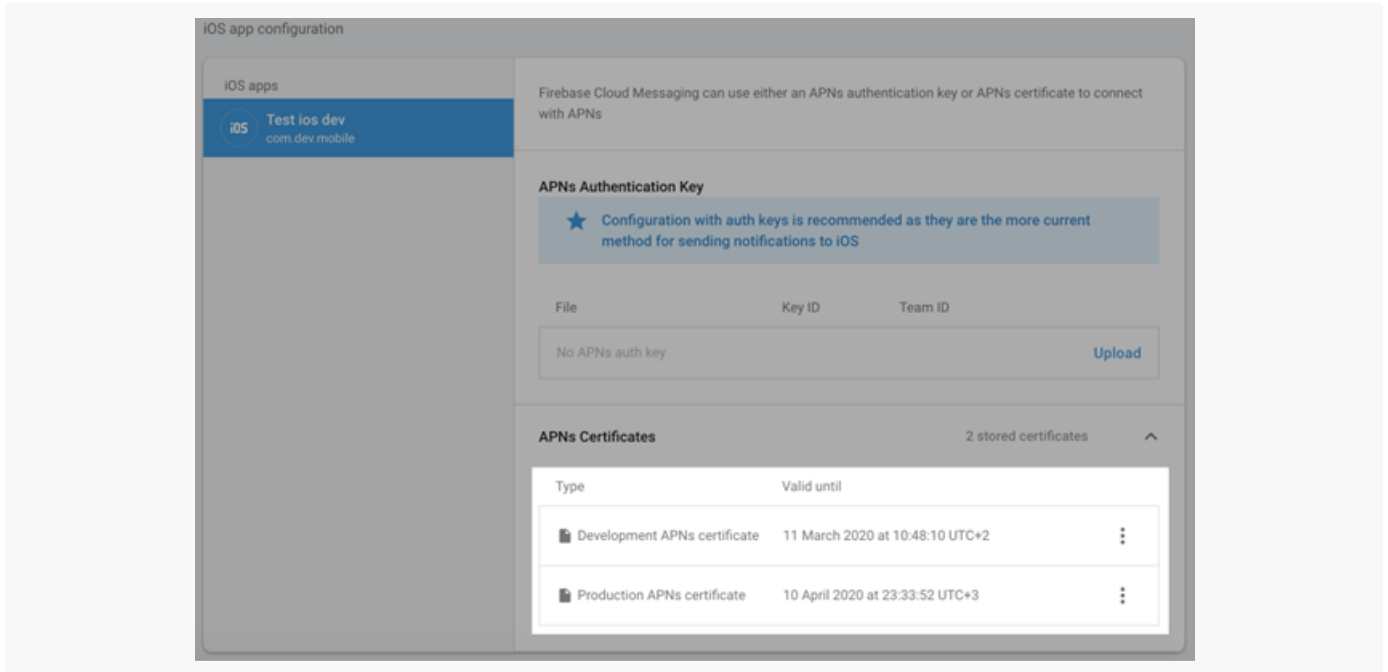 iOS app configuration
iOS apps
iOS
Test ios dev
com.dev.mobile
Firebase Cloud Messaging can use either an APNs authentication key or APNs certificate to connect
with APNs
APNs Authentication Key
Configuration with auth keys is recommended as they are the more current
method for sending notifications to iOS
File Key ID Team ID
No APNs auth key Upload
APNs Certificates 2 stored certificates
Type Valid until
Development APNs certificate 11 March 2020 at 10:48:10 UTC+2
Production APNs certificate 10 April 2020 at 23:33:52 UTC+3